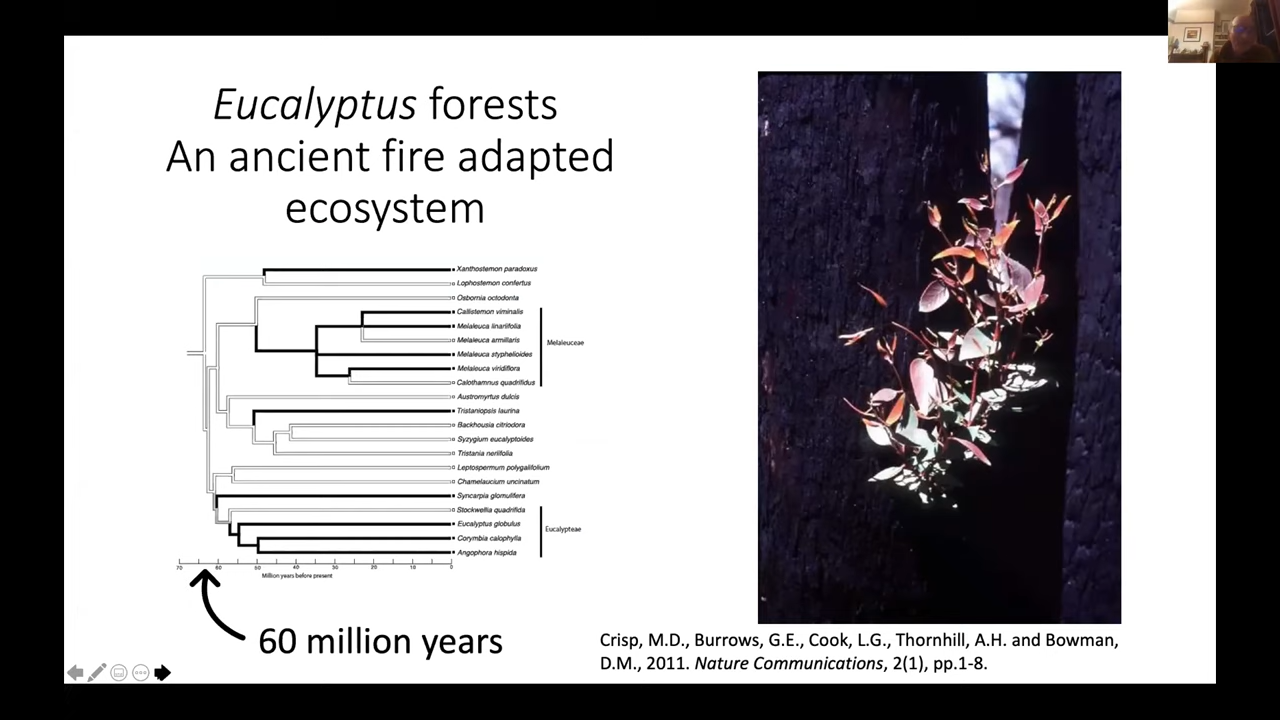 Eucalyptus forests
An ancient fire adapted
ecosystem
Xanthostemon paradoxus
Lophostemon confertus
Osbornia octodonta
Callistemon viminalis
Melaleuca linariifolia
Melaleuca armillaris
Melaleuceae
Melaleuca styphelioides
Melaleuca viridiflora
Calothamnus quadrifidus
Austromyrtus dulcis
Tristaniopsis laurina
Backhousia citriodora
Syzygium eucalyptoides
Tristania neriifolia
Leptospermum polygalifolium
Chamelaucium uncinatum
Syncarpia glomulifera
Stockwellia quadrifida
Eucalyptus globulus
Eucalypteae
Corymbia calophylla
Angophora hispida
70 60 50 40 30 20 10 0
Million years before present
60 million years
Crisp, M.D., Burrows, G.E., Cook, L.G., Thornhill, A.H. and Bowman,
D.M., 2011. Nature Communications, 2(1), pp.1-8.